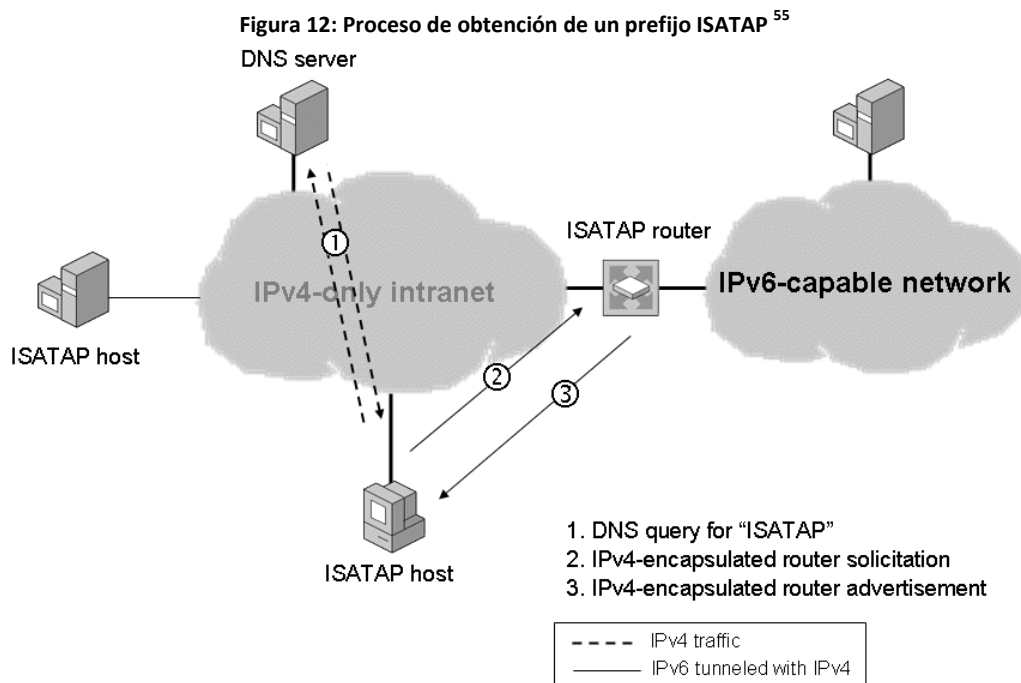 Figura 12: Proceso de obtención de un prefijo ISATAP 55
DNS server
1
ISATAP router
IPv4-only intranet
IPv6-capable network
ISATAP host
2
3
ISATAP host
1. DNS query for “ISATAP”
2. IPv4-encapsulated router solicitation
3. IPv4-encapsulated router advertisement
IPv4 traffic
IPv6 tunneled with IPv4